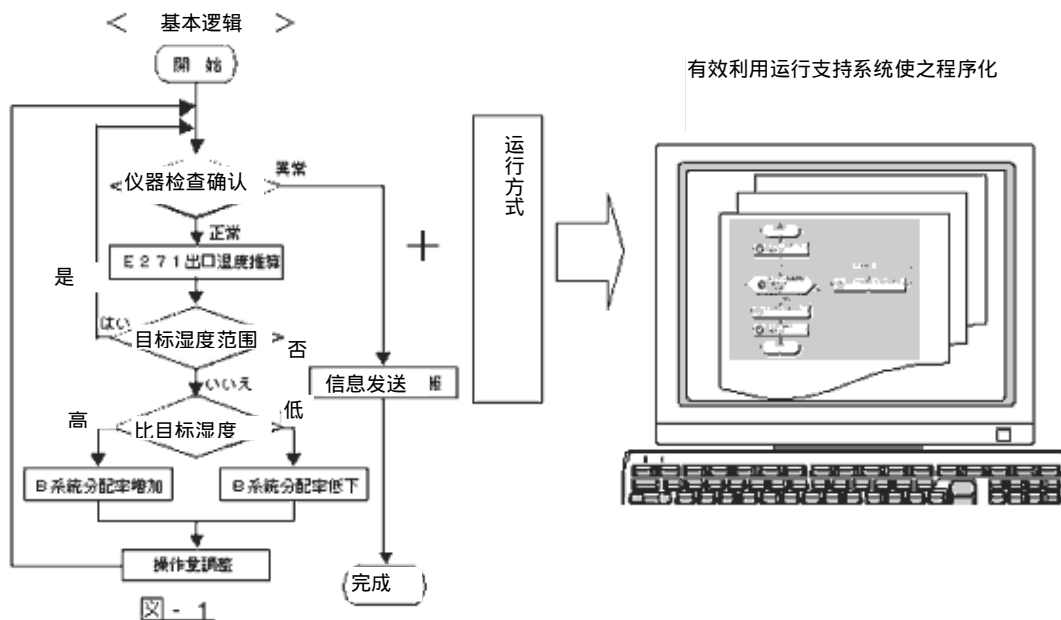 ＜ 基本逻辑 ＞
開 始
有效利用运行支持系统使之程序化
运行方式
仪器检查确认
異常
正常
＋
E271出口温度推算
是
はい
目标湿度范围
否
いいえ
信息发送
高
比目标湿度
低
B系統分配率増加
B系統分配率低下
操作量調整
完成
図 - 1